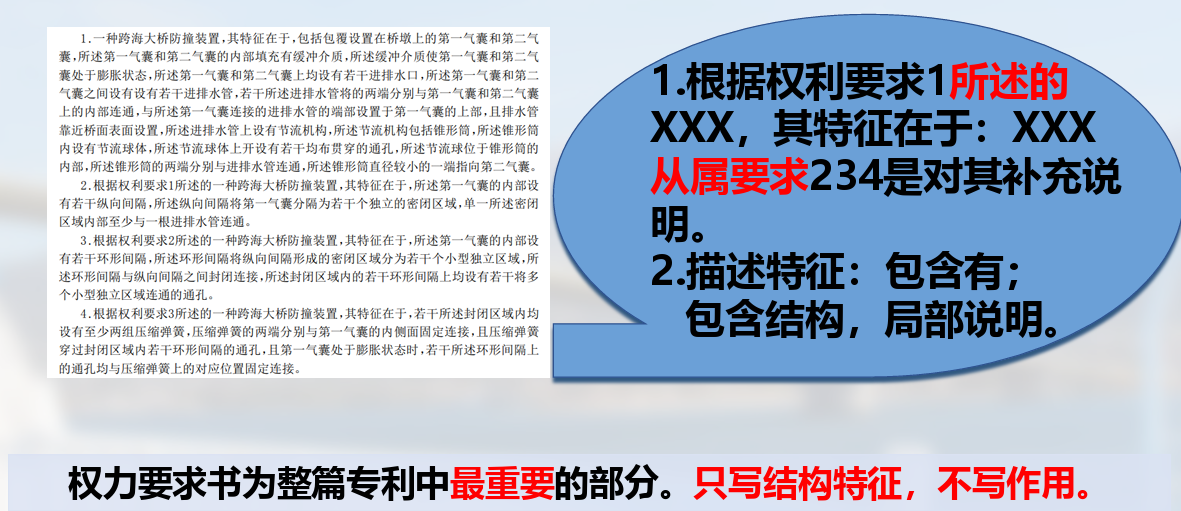 1.一种跨海大桥防撞装置,其特征在于,包括包覆设置在桥墩上的第一气囊和第二气
囊,所述第一气囊和第二气囊的内部填充有缓冲介质,所述缓冲介质使第一气囊和第二气
囊处于膨胀状态,所述第一气囊和第二气囊上均设有若干进排水口,所述第一气囊和第二
气囊之间设有设有若干进排水管,若干所述进排水管将的两端分别与第一气囊和第二气囊
上的内部连通,与所述第一气囊连接的进排水管的端部设置于第一气囊的上部,且排水管
靠近桥面表面设置,所述进排水管上设有节流机构,所述节流机构包括锥形筒,所述锥形筒
内设有节流球体,所述节流球体上开设有若干均布贯穿的通孔,所述节流球位于锥形筒的
内部,所述锥形筒的两端分别与进排水管连通,所述锥形筒直径较小的一端指向第二气囊。
2.根据权利要求1所述的一种跨海大桥防撞装置,其特征在于,所述第一气囊的内部设
有若干纵向间隔,所述纵向间隔将第一气囊分隔为若干个独立的密闭区域,单一所述密闭
区域内部至少与一根进排水管连通。
3.根据权利要求2所述的一种跨海大桥防撞装置,其特征在于,所述第一气囊的内部设
有若干环形间隔,所述环形间隔将纵向间隔形成的密闭区域分为若干个小型独立区域,所
述环形间隔与纵向间隔之间封闭连接,所述封闭区域内的若干环形间隔上均设有若干将多
个小型独立区域连通的通孔。
4.根据权利要求3所述的一种跨海大桥防撞装置,其特征在于,若干所述封闭区域内均
设有至少两组压缩弹簧,压缩弹簧的两端分别与第一气囊的内侧面固定连接,且压缩弹簧
穿过封闭区域内若干环形间隔的通孔,且第一气囊处于膨胀状态时,若干所述环形间隔上
的通孔均与压缩弹簧上的对应位置固定连接。
1.根据权利要求1所述的
XXX，其特征在于：XXX
从属要求234是对其补充说
明。
2.描述特征：包含有；
包含结构，局部说明。
权力要求书为整篇专利中最重要的部分。只写结构特征，不写作用。